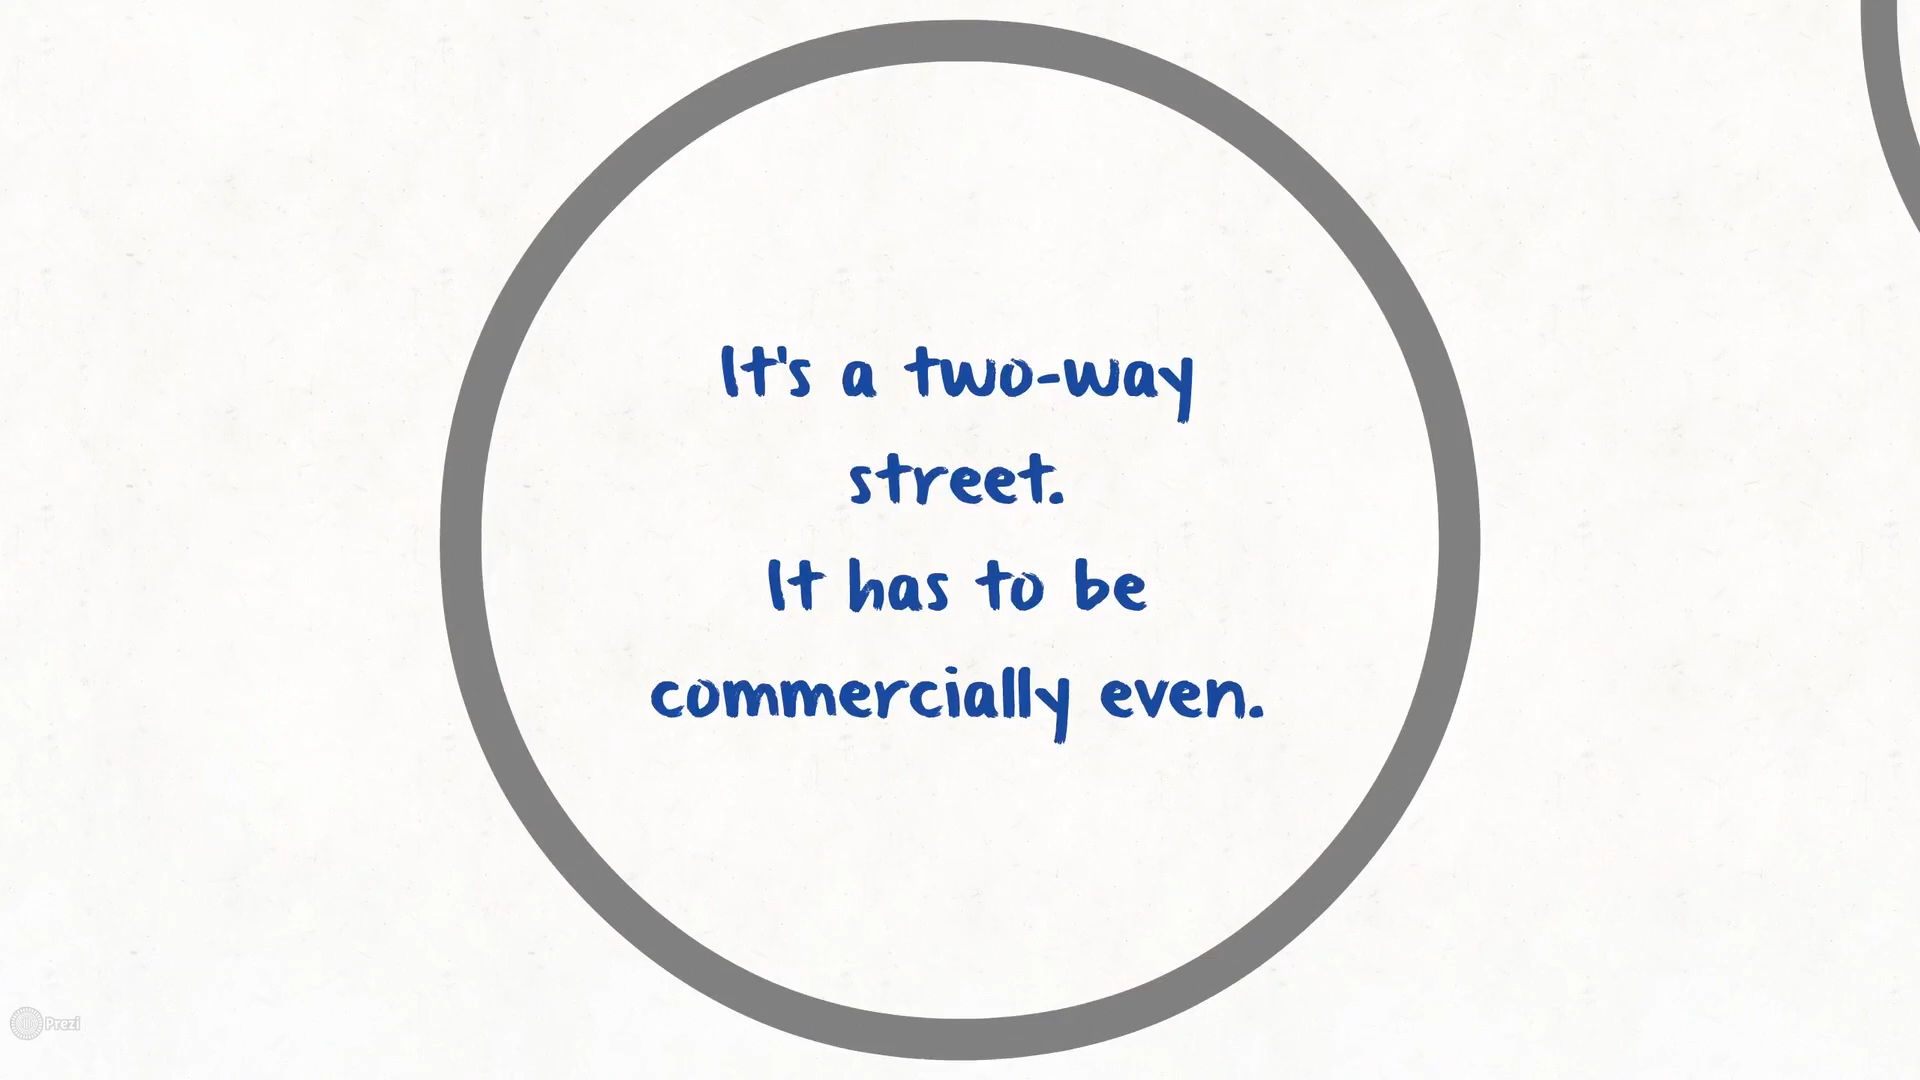 It's a two-way
street.
It has to be
commercially even.
Prezi